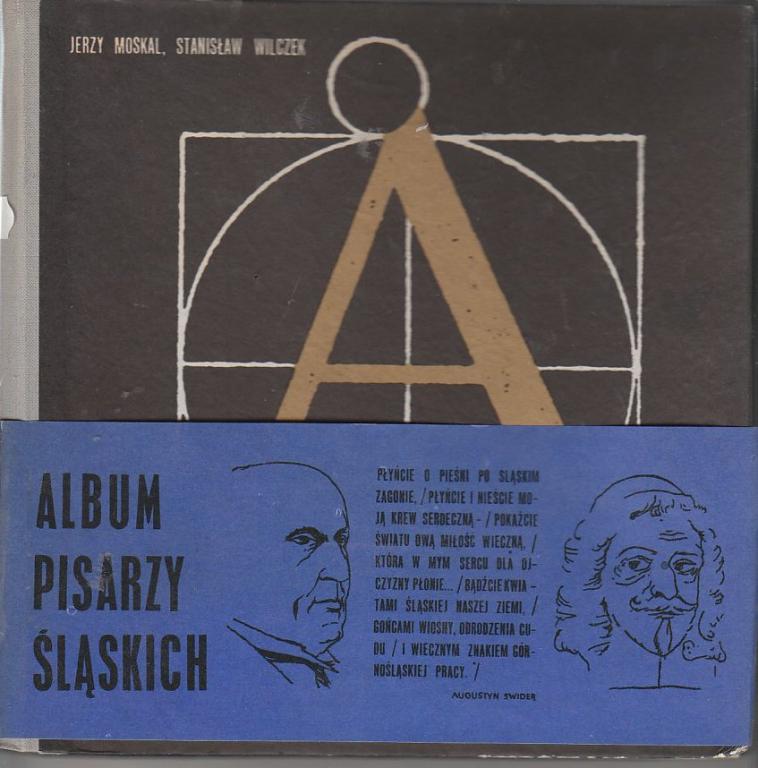 JERZY MOSKAL, STANISŁAW WILCZEK
A
ALBUM
PISARZY
ŚLĄSKICH
PŁYŃCIE O PIEŚNI PO SLĄSKIM
ZAGONIE, / PŁYŃCIE I NIEŚCIE MO-
JĄ KREW SERDECZNĄ - / POKAŻCIE
ŚWIATU OWĄ MIŁOŚĆ WIECZNĄ, /
KTÓRA W MYM SERCU DLA OJ-
CZYZNY PŁONIE... / BĄDŹCIE KWIA-
TAMI ŚLĄSKIEJ NASZEJ ZIEMI, /
GOŃCAMI WIOSNY, ODRODZENIA CU-
DU / I WIECZNYM ZNAKIEM GÓR-
NOŚLĄSKIEJ PRACY. /
AUGUSTYN ŚWIDER